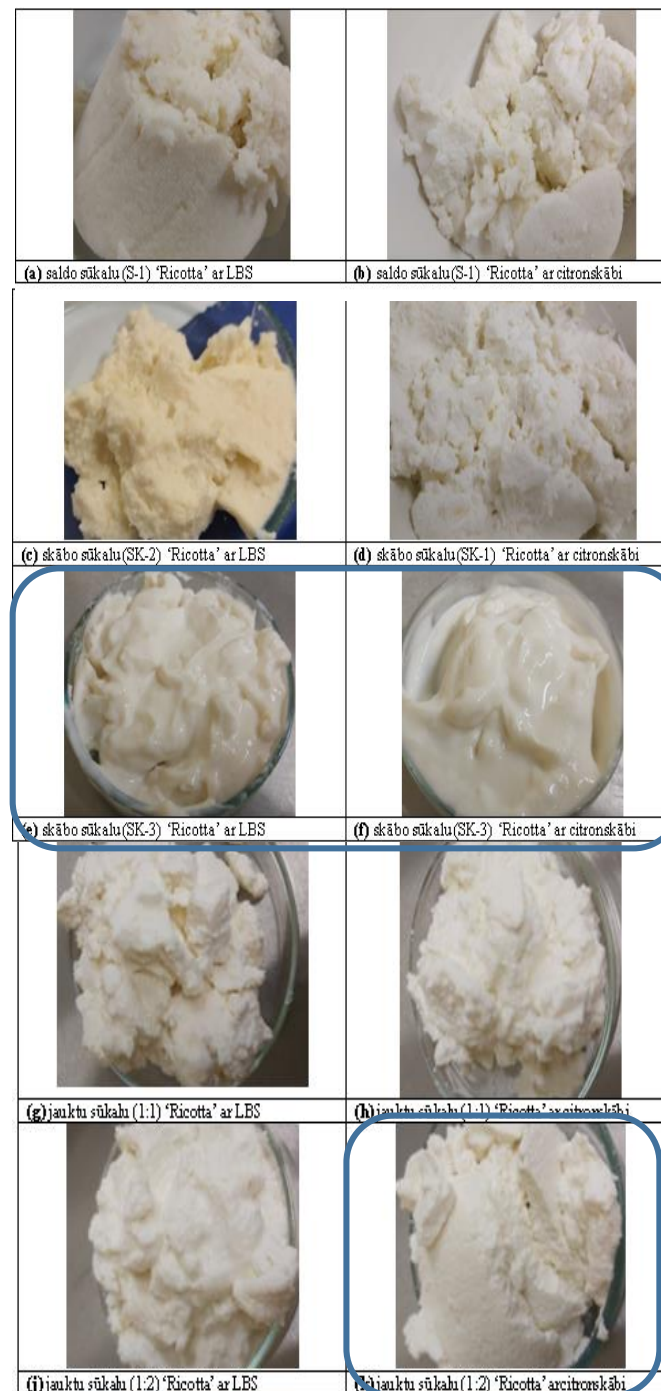 (a) saldo sūkalu (S-1) ‘Ricotta’ ar LBS
(b) saldo sūkalu (S-1) ‘Ricotta’ ar citronskābi
(c) skābo sūkalu (SK-2) ‘Ricotta’ ar LBS
(d) skābo sūkalu (SK-1) ‘Ricotta’ ar citronskābi
(e) skābo sūkalu (SK-3) ‘Ricotta’ ar LBS
(f) skābo sūkalu (SK-3) ‘Ricotta’ ar citronskābi
(g) jauktu sūkalu (1:1) ‘Ricotta’ ar LBS
(h) jauktu sūkalu (1:1) ‘Ricotta’ ar citronskābi
(j) jauktu sūkalu (1:2) ‘Ricotta’ ar LBS
(k) jauktu sūkalu (1:2) ‘Ricotta’ ar citronskābi